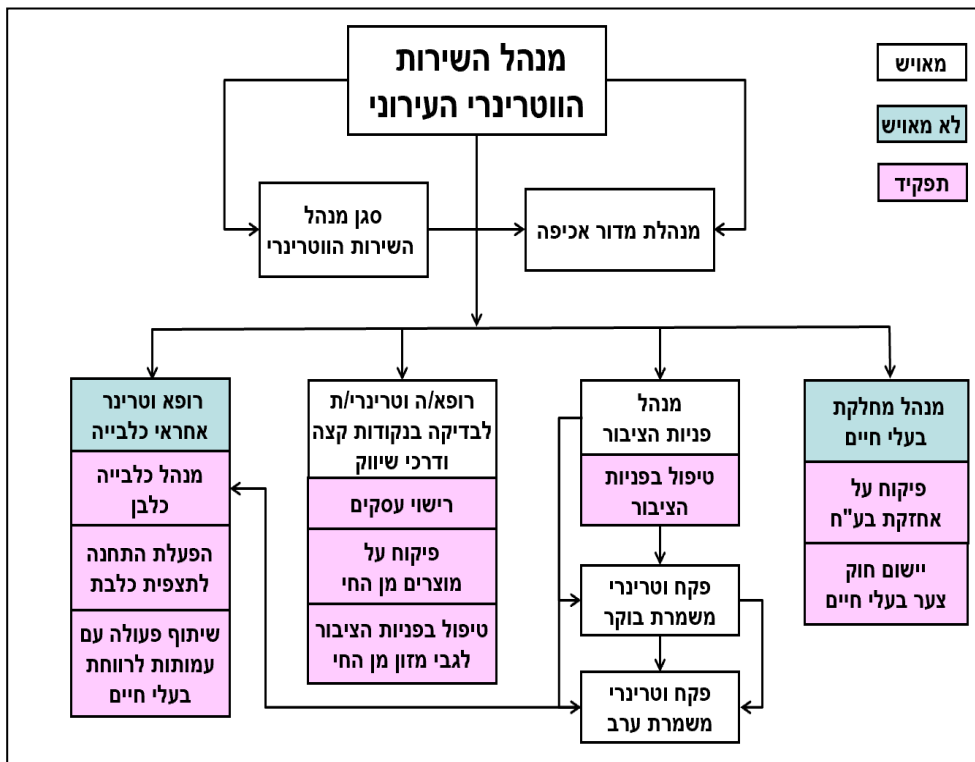 מנהל השירות
הווטרינרי העירוני
מאויש
לא מאויש
תפקיד
מנהלת מדור אכיפה
סגן מנהל
השירות הווטרינרי
מנהל מחלקת
בעלי חיים
פיקוח על
אחזקת בע"ח
יישום חוק
צער בעלי חיים
מנהל
פניות הציבור
טיפול בפניות
הציבור
פקח וטרינרי
משמרת בוקר
פקח וטרינרי
משמרת ערב
רופא/ה וטרינרי/ת
לבדיקה בנקודות קצה
ודרכי שיווק
רישוי עסקים
פיקוח על
מוצרים מן החי
טיפול בפניות הציבור
לגבי מזון מן החי
רופא וטרינר
אחראי כלבייה
מנהל כלבייה
כלבן
הפעלת התחנה
לתצפית כלבת
שיתוף פעולה עם
עמותות לרווחת
בעלי חיים